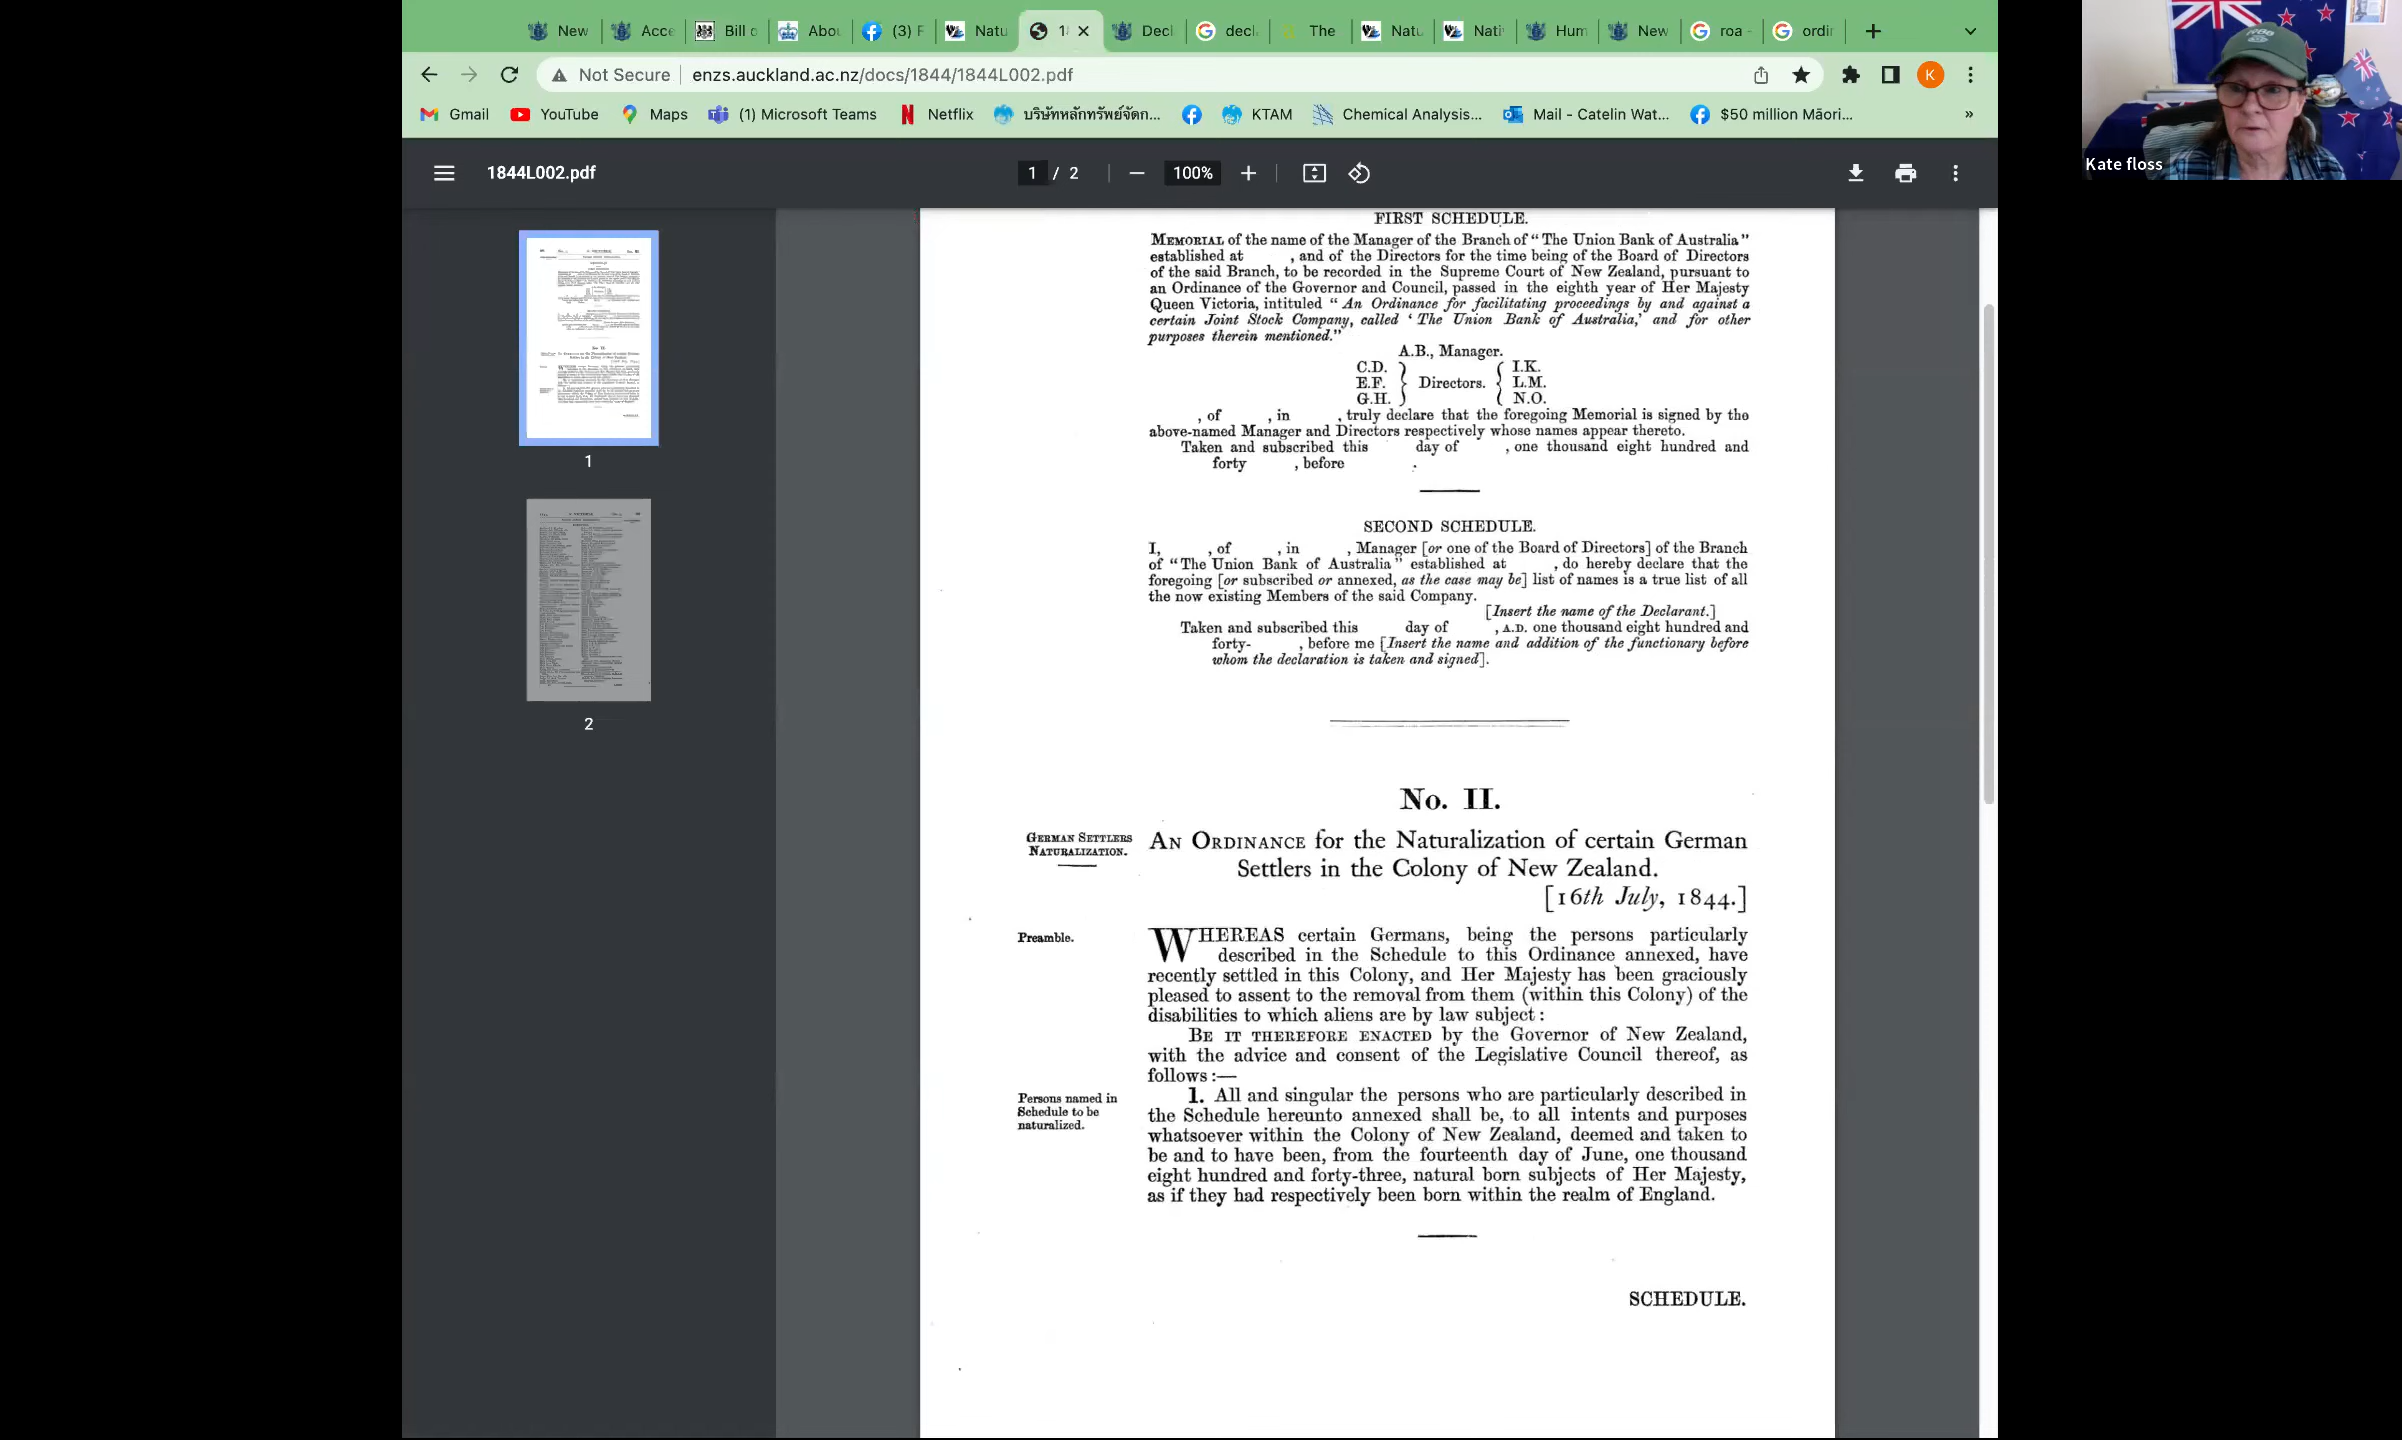 New
Acce
Bill o
Abou
(3) F
Natu
Decl
decl
The
Natu
Nati
Hum
New
roa -
ordi
Not Secure
enzs.auckland.ac.nz/docs/1844/1844L002.pdf
K
Gmail
YouTube
Maps
(1) Microsoft Teams
Netflix
บริษัทหลักทรัพย์จัดก...
KTAM
Chemical Analysis...
Mail - Catelin Wat...
$50 million Māori...
»
Kate floss
1844L002.pdf
1 / 2
100%
1
2
FIRST SCHEDULE.
MEMORIAL of the name of the Manager of the Branch of "The Union Bank of Australia"
established at , and of the Directors for the time being of the Board of Directors
of the said Branch, to be recorded in the Supreme Court of New Zealand, pursuant to
an Ordinance of the Governor and Council, passed in the eighth year of Her Majesty
Queen Victoria, intituled "An Ordinance for facilitating proceedings by and against a
certain Joint Stock Company, called 'The Union Bank of Australia,' and for other
purposes therein mentioned."
A.B., Manager.
C.D. I.K.
E.F. Directors. L.M.
G.H. N.O.
, of , in , truly declare that the foregoing Memorial is signed by the
above-named Manager and Directors respectively whose names appear thereto.
Taken and subscribed this day of , one thousand eight hundred and
forty , before .
SECOND SCHEDULE.
I, , of , in , Manager [or one of the Board of Directors] of the Branch
of "The Union Bank of Australia" established at , do hereby declare that the
foregoing [or subscribed or annexed, as the case may be] list of names is a true list of all
the now existing Members of the said Company.
[Insert the name of the Declarant.]
Taken and subscribed this day of , A.D. one thousand eight hundred and
forty- , before me [Insert the name and addition of the functionary before
whom the declaration is taken and signed].
No. II.
GERMAN SETTLERS
NATURALIZATION.
AN ORDINANCE for the Naturalization of certain German
Settlers in the Colony of New Zealand.
[16th July, 1844.]
Preamble.
WHEREAS certain Germans, being the persons particularly
described in the Schedule to this Ordinance annexed, have
recently settled in this Colony, and Her Majesty has been graciously
pleased to assent to the removal from them (within this Colony) of the
disabilities to which aliens are by law subject :
BE IT THEREFORE ENACTED by the Governor of New Zealand,
with the advice and consent of the Legislative Council thereof, as
follows :—
Persons named in
Schedule to be
naturalized.
1. All and singular the persons who are particularly described in
the Schedule hereunto annexed shall be, to all intents and purposes
whatsoever within the Colony of New Zealand, deemed and taken to
be and to have been, from the fourteenth day of June, one thousand
eight hundred and forty-three, natural born subjects of Her Majesty,
as if they had respectively been born within the realm of England.
SCHEDULE.